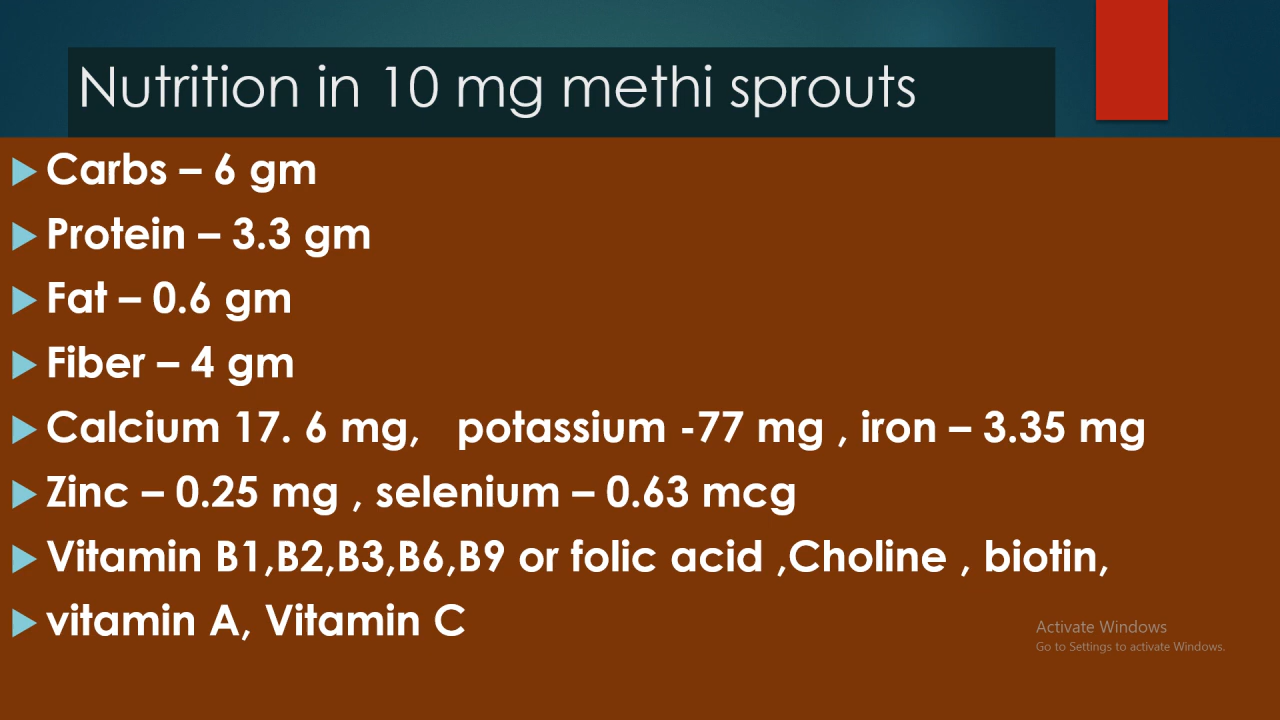 Nutrition in 10 mg methi sprouts
Carbs – 6 gm
Protein – 3.3 gm
Fat – 0.6 gm
Fiber – 4 gm
Calcium 17. 6 mg,   potassium -77 mg , iron – 3.35 mg
Zinc – 0.25 mg , selenium – 0.63 mcg
Vitamin B1,B2,B3,B6,B9 or folic acid ,Choline , biotin,
vitamin A, Vitamin C
Activate Windows
Go to Settings to activate Windows.